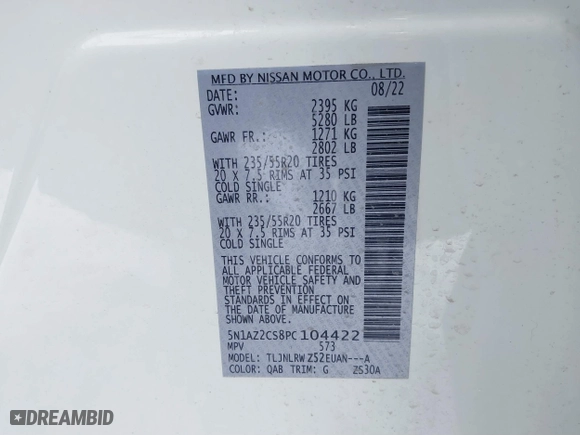 MFD BY NISSAN MOTOR CO., LTD.
DATE: 08/22
GVWR: 2395 KG
5280 LB
GAWR FR.: 1271 KG
2802 LB
WITH 235/55R20 TIRES
20 X 7.5 RIMS AT 35 PSI
COLD SINGLE
GAWR RR.: 1210 KG
2667 LB
WITH 235/55R20 TIRES
20 X 7.5 RIMS AT 35 PSI
COLD SINGLE
THIS VEHICLE CONFORMS TO
ALL APPLICABLE FEDERAL
MOTOR VEHICLE SAFETY AND
THEFT PREVENTION
STANDARDS IN EFFECT ON
THE DATE OF MANUFACTURE
SHOWN ABOVE.
5N1AZ2CS8PC104422
MPV 573
MODEL: TLJNLRWZS2EUAN---A
COLOR: QAB TRIM: G ZS30A
DREAMBID